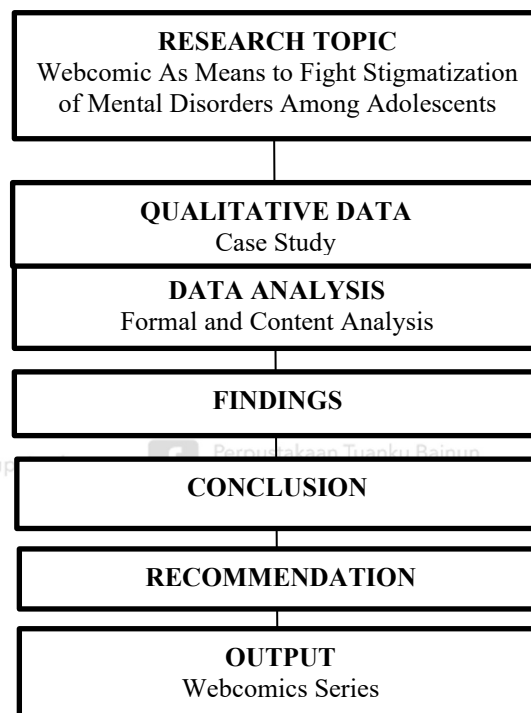 RESEARCH TOPIC
Webcomic As Means to Fight Stigmatization
of Mental Disorders Among Adolescents
QUALITATIVE DATA
Case Study
DATA ANALYSIS
Formal and Content Analysis
FINDINGS
Perpustakaan Tuanku Bainun
CONCLUSION
RECOMMENDATION
OUTPUT
Webcomics Series